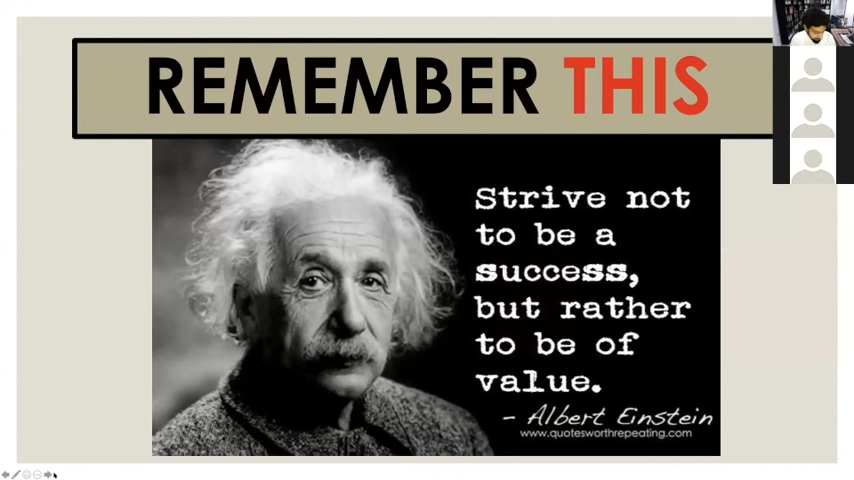 REMEMBER THIS
Strive not
to be a
success,
but rather
to be of
value.
- Albert Einstein
www.quotesworthrepeating.com